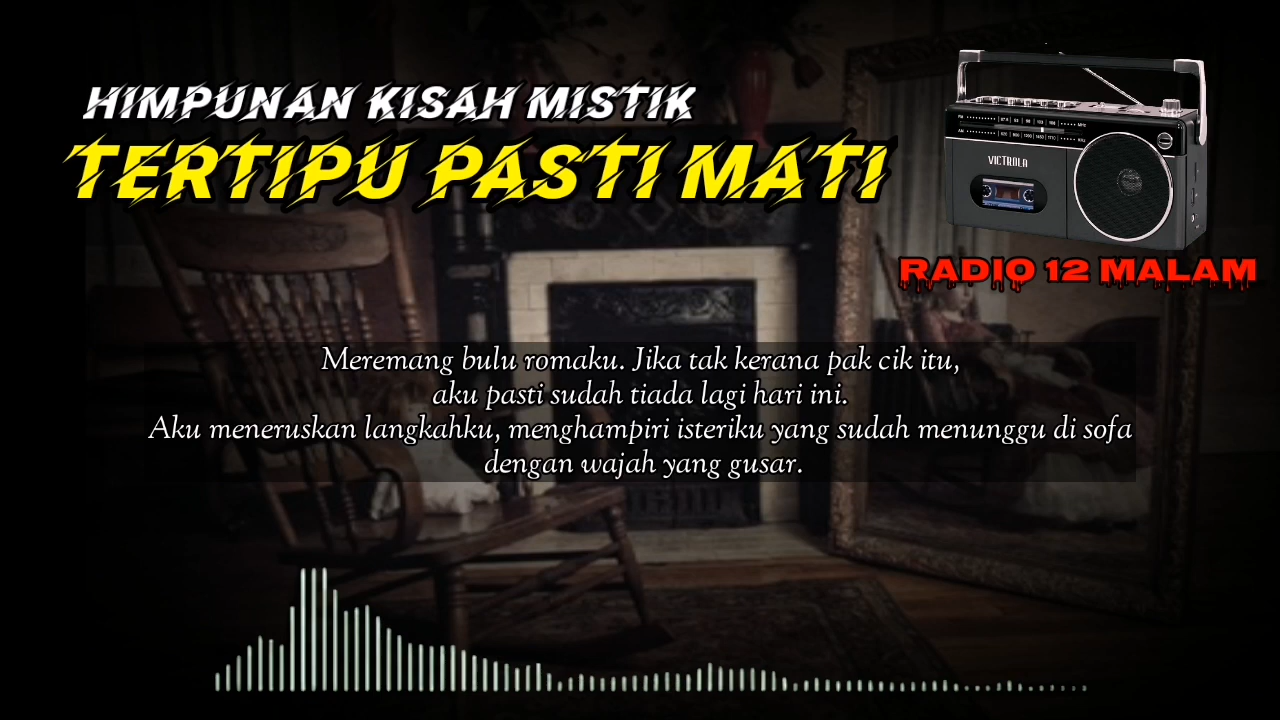 HIMPUNAN KISAH MISTIK
TERTIPU PASTI MATI
VICTROLA
RADIO 12 MALAM
Meremang bulu romaku. Jika tak kerana pak cik itu,
aku pasti sudah tiada lagi hari ini.
Aku meneruskan langkahku, menghampiri isteriku yang sudah menunggu di sofa
dengan wajah yang gusar.